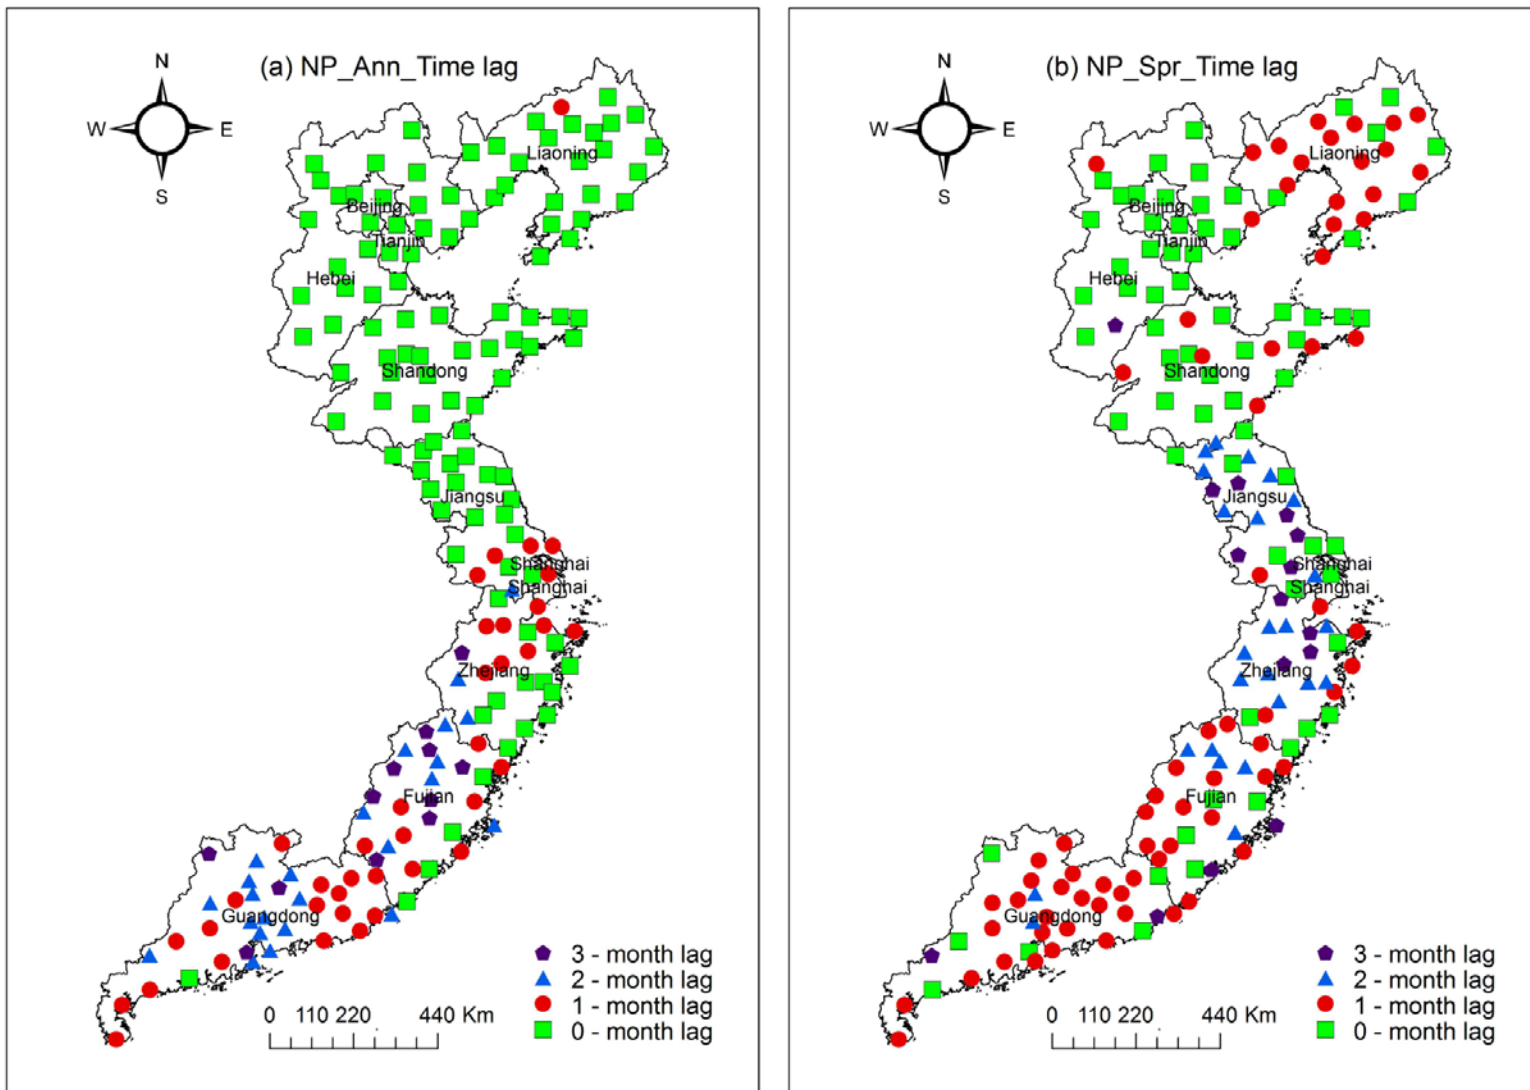 (a) NP_Ann_Time lag
N
W
E
S
Liaoning
Beijing
Tianjin
Hebei
Shandong
Jiangsu
Shanghai
Shanghai
Zhejiang
Fujian
Guangdong
3 - month lag
2 - month lag
1 - month lag
0 - month lag
0 110 220 440 Km
(b) NP_Spr_Time lag
N
W
E
S
Liaoning
Beijing
Tianjin
Hebei
Shandong
Jiangsu
Shanghai
Shanghai
Zhejiang
Fujian
Guangdong
3 - month lag
2 - month lag
1 - month lag
0 - month lag
0 110 220 440 Km